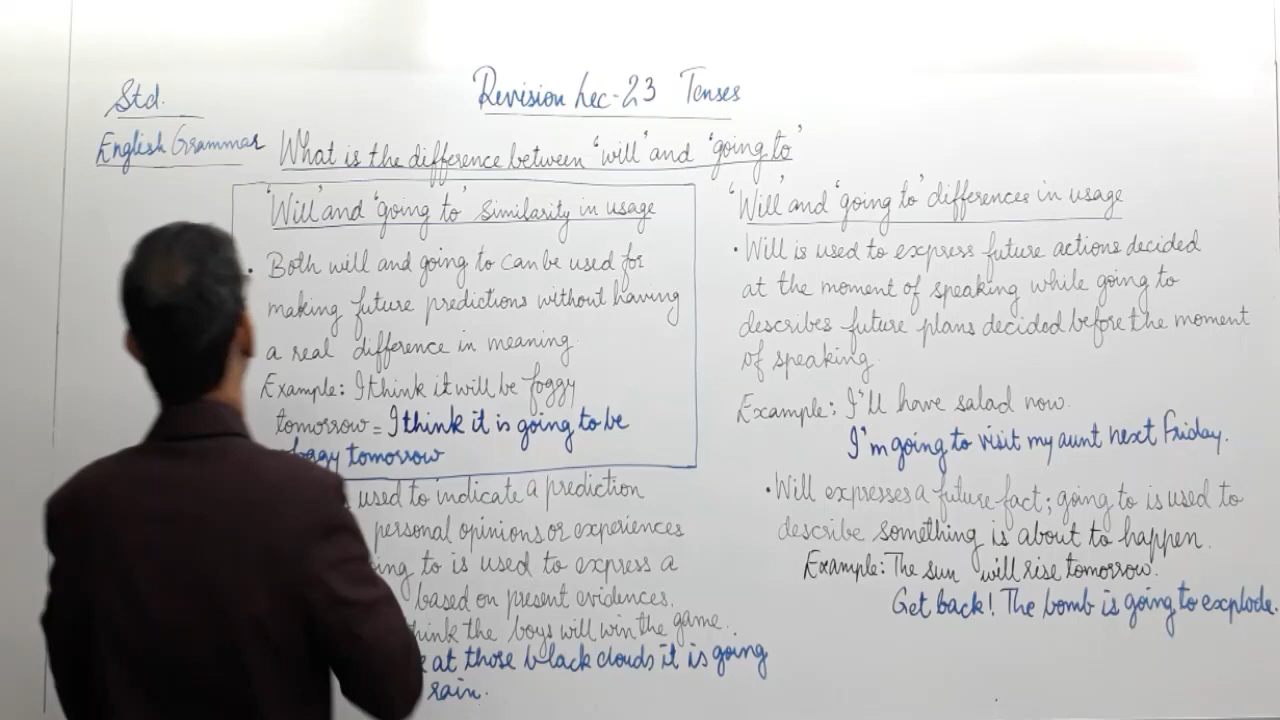 Std.
Revision Lec-23 Tenses
English Grammar
What is the difference between 'will' and 'going to'
'Will' and 'going to' Similarity in usage
• Both will and going to can be used for
making future predictions without having
a real difference in meaning.
Example: I think it will be foggy
tomorrow = I think it is going to be
foggy tomorrow
used to indicate a prediction
personal opinions or experiences
to is used to express a
based on present evidences.
the boys will win the game.
at those black clouds it is going
rain.
'Will' and 'going to' differences in usage
• Will is used to express future actions decided
at the moment of speaking while going to
describes future plans decided before the moment
of speaking.
Example: I'll have salad now.
I'm going to visit my aunt next Friday.
• Will expresses a future fact; going to is used to
describe something is about to happen.
Example: The sun will rise tomorrow.
Get back! The bomb is going to explode.